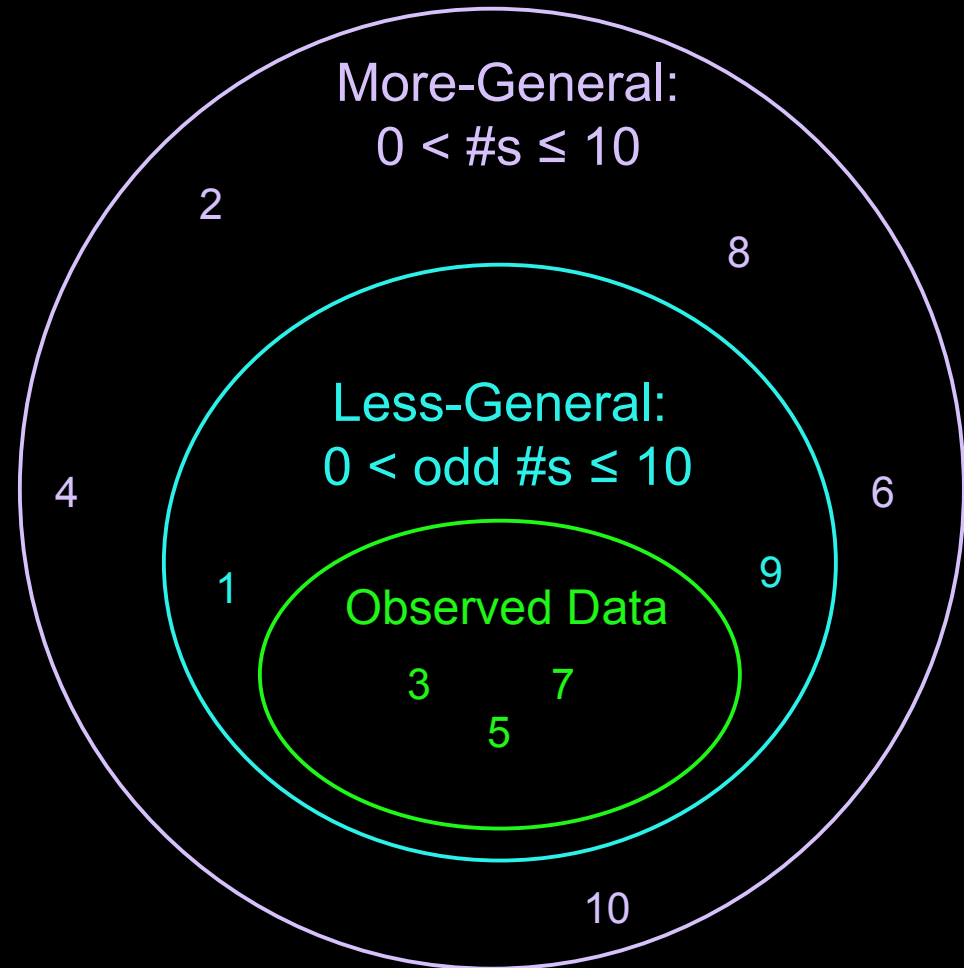 More-General:
0 < #s ≤ 10
2
8
Less-General:
0 < odd #s ≤ 10
4
6
1
9
Observed Data
3 7
5
10